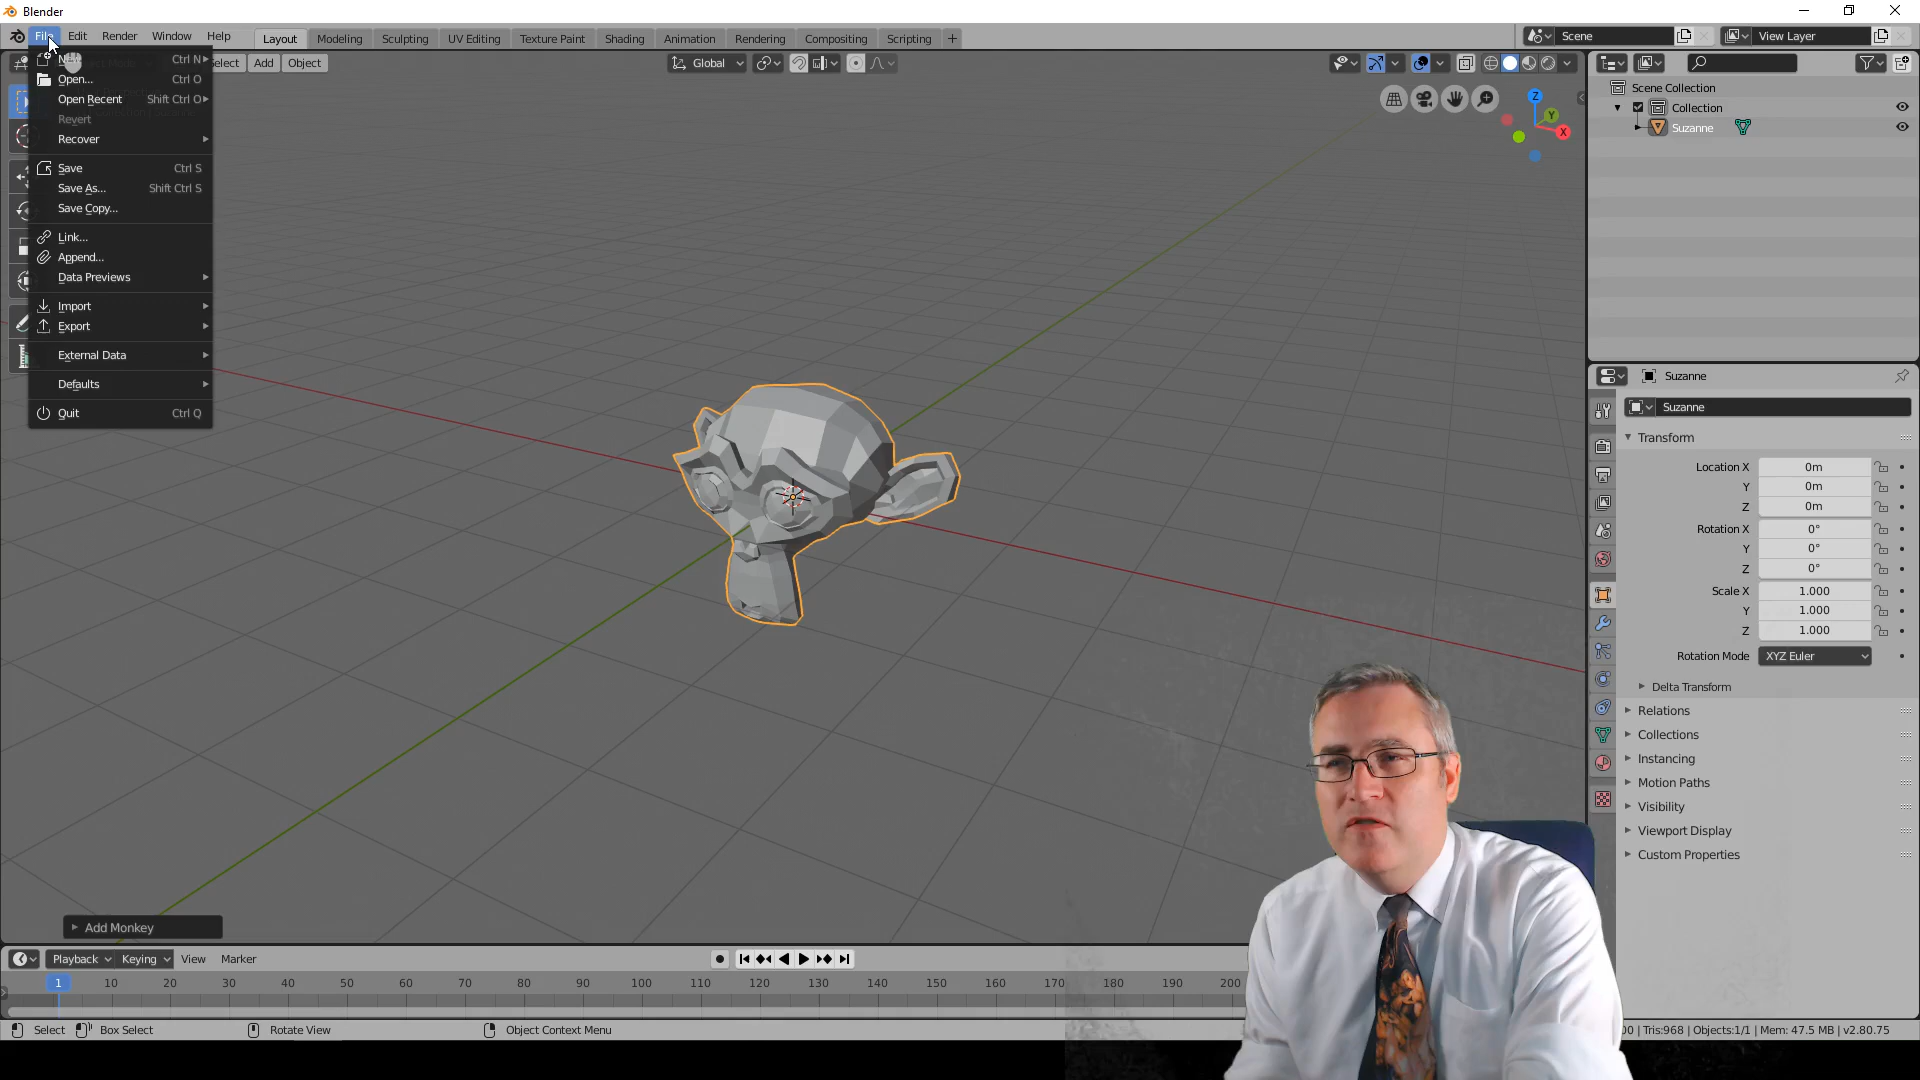 Blender
File Edit Render Window Help Layout Modeling Sculpting UV Editing Texture Paint Shading Animation Rendering Compositing Scripting + Scene View Layer
Select Add Object Global
New Ctrl N
Open... Ctrl O
Open Recent Shift Ctrl O
Revert
Recover
Save Ctrl S
Save As... Shift Ctrl S
Save Copy...
Link...
Append...
Data Previews
Import
Export
External Data
Defaults
Quit Ctrl Q
Z
Y
X
Scene Collection
Collection
Suzanne
Suzanne
Suzanne
Transform
Location X 0m
Y 0m
Z 0m
Rotation X 0°
Y 0°
Z 0°
Scale X 1.000
Y 1.000
Z 1.000
Rotation Mode XYZ Euler
Delta Transform
Relations
Collections
Instancing
Motion Paths
Visibility
Viewport Display
Custom Properties
Add Monkey
Playback Keying View Marker
1 10 20 30 40 50 60 70 80 90 100 110 120 130 140 150 160 170 180 190 200
Select Box Select Rotate View Object Context Menu
00 | Tris:968 | Objects:1/1 | Mem: 47.5 MB | v2.80.75